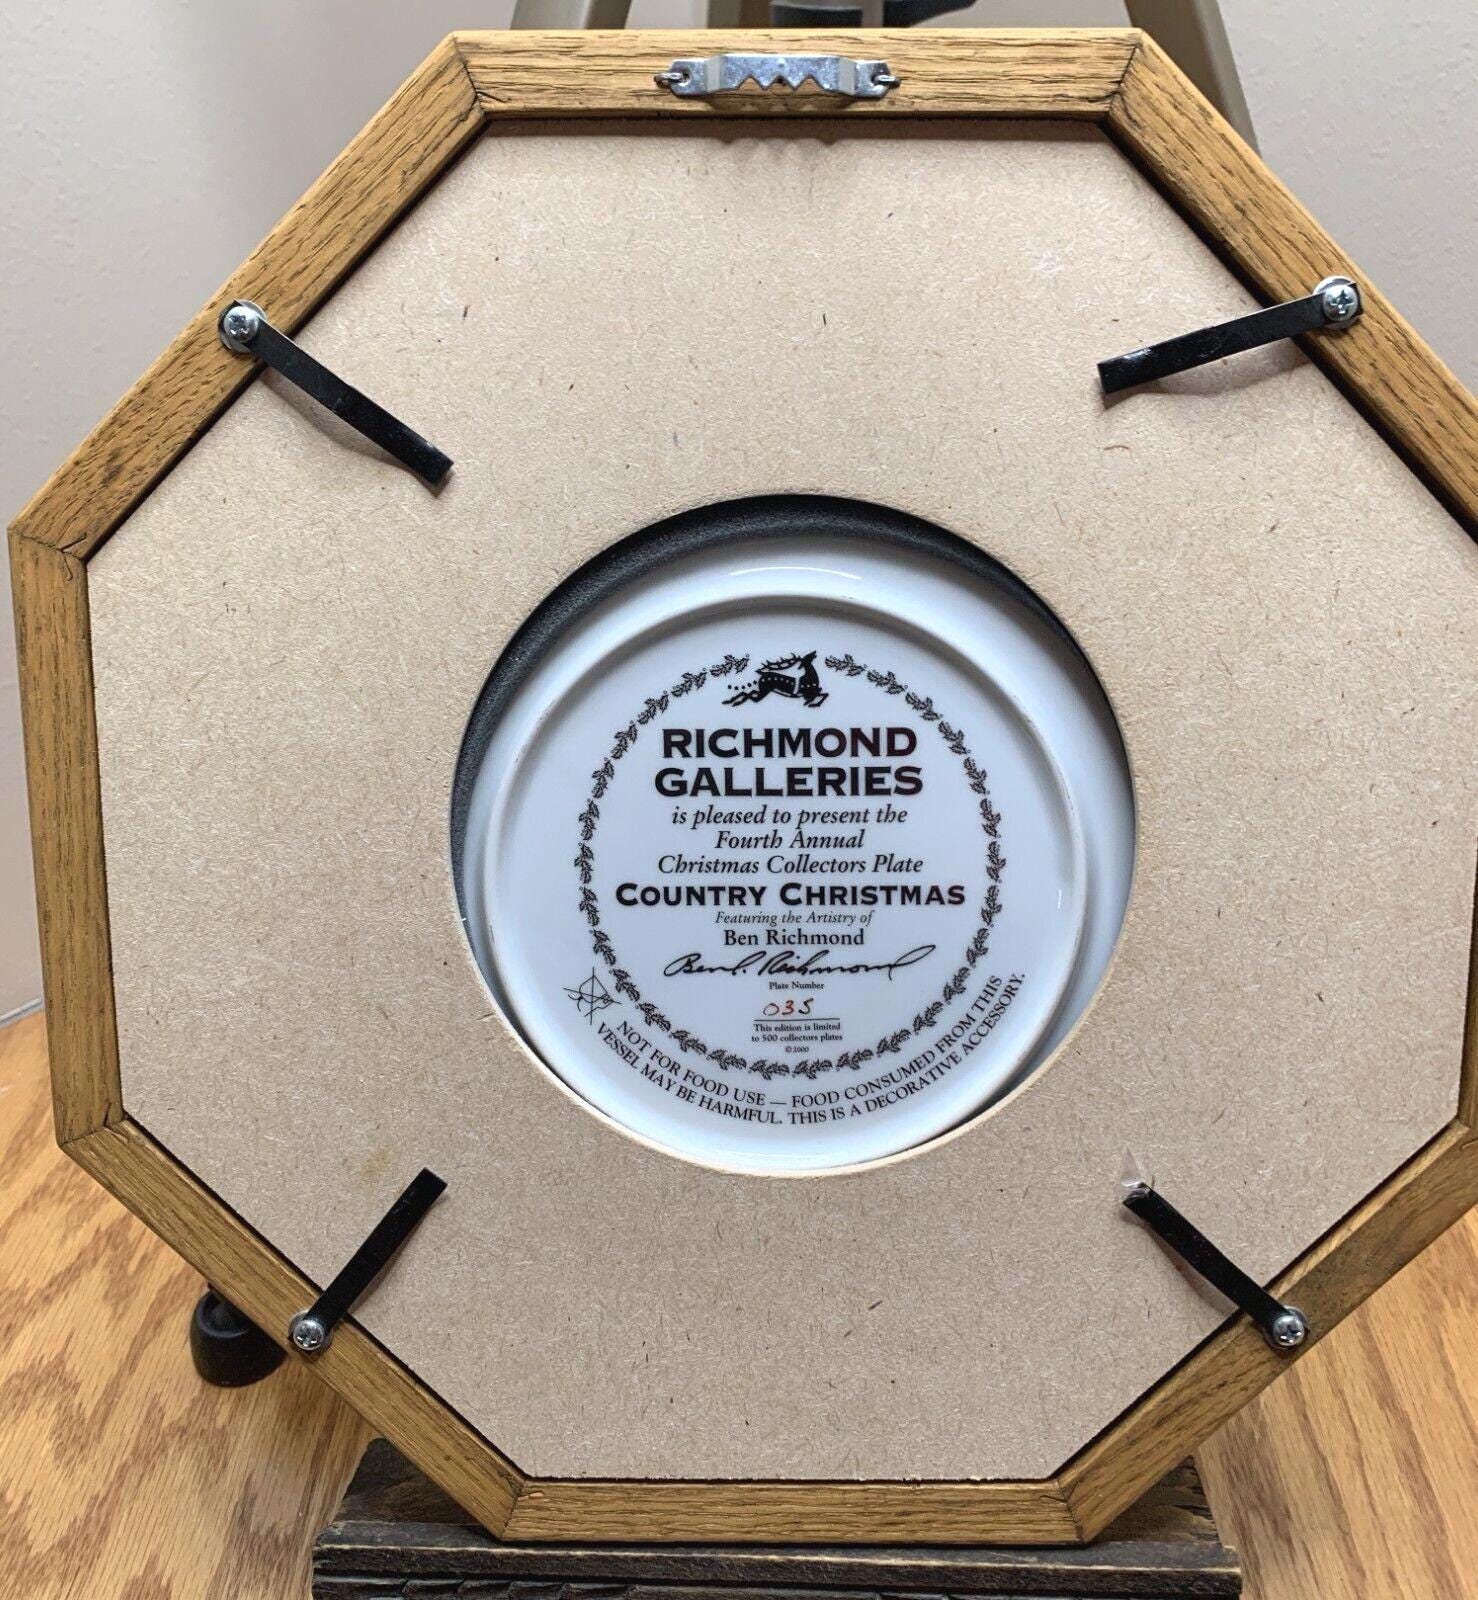 RICHMOND
GALLERIES
is pleased to present the
Fourth Annual
Christmas Collectors Plate
COUNTRY CHRISTMAS
Featuring the Artistry of
Ben Richmond
Ben C. Richmond
Plate Number
035
This edition is limited
to 500 collectors plates
©2000
NOT FOR FOOD USE — FOOD CONSUMED FROM THIS
VESSEL MAY BE HARMFUL. THIS IS A DECORATIVE ACCESSORY.